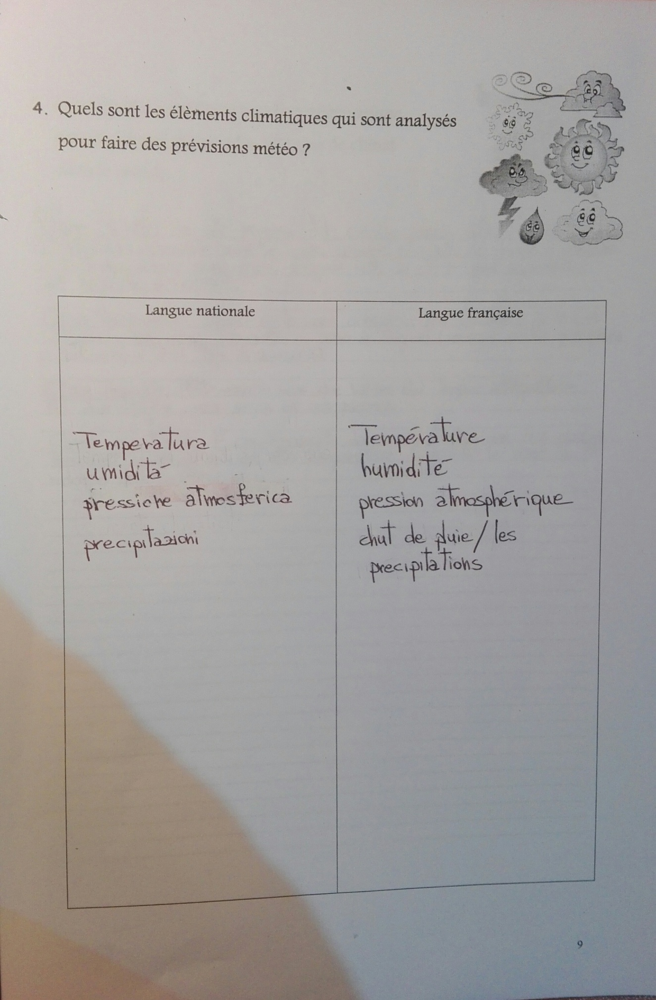 4. Quels sont les élèments climatiques qui sont analysés
pour faire des prévisions météo ?
Langue nationale
Langue française
Temperatura
umidità
pressione atmosferica
precipitazioni
Température
humidité
pression atmosphérique
chut de pluie / les
precipitations
9